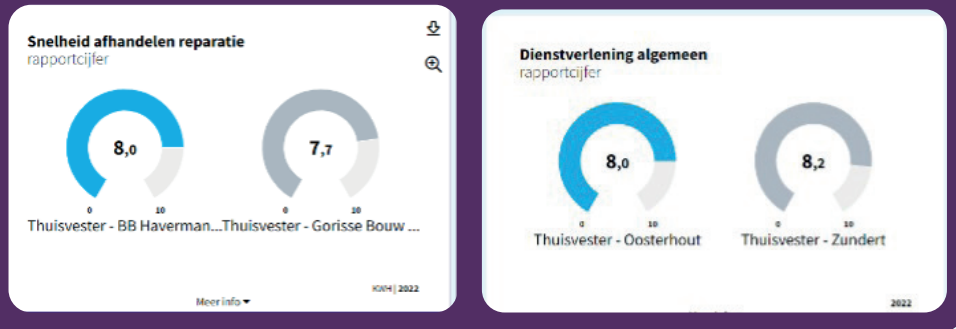 Snelheid afhandelen reparatie
rapportcijfer
8,0
7,7
0 10 0 10
Thuisvester - BB Haverman...Thuisvester - Gorisse Bouw ...
KWH | 2022
Meer info
Dienstverlening algemeen
rapportcijfer
8,0
8,2
0 10 0 10
Thuisvester - Oosterhout Thuisvester - Zundert
2022